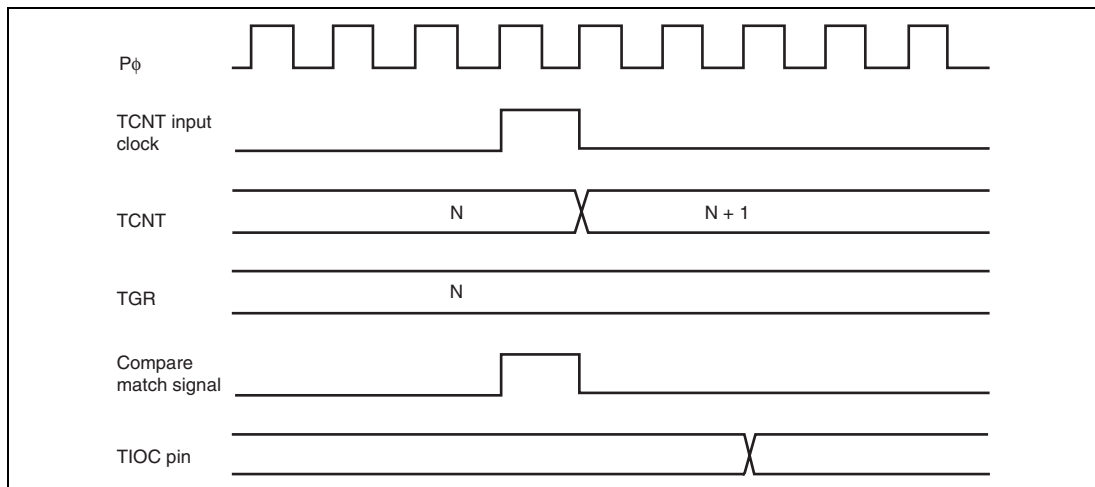 Pϕ
TCNT input
clock
TCNT
N
N + 1
TGR
N
Compare
match signal
TIOC pin